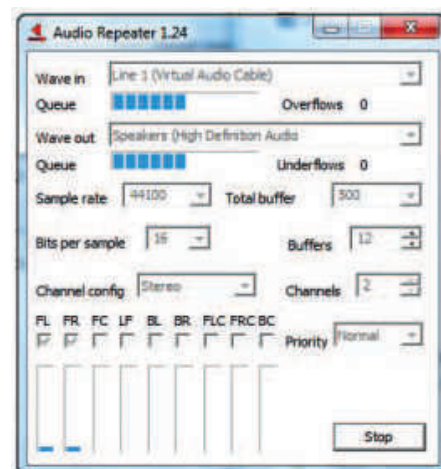 Audio Repeater 1.24
Wave in Line 1 (Virtual Audio Cable)
Queue Overflows 0
Wave out Speakers (High Definition Audio
Queue Underflows 0
Sample rate 44100 Total buffer 500
Bits per sample 16 Buffers 12
Channel config Stereo Channels 2
FL FR FC LF BL BR FLC FRC BC
Priority Normal
Stop